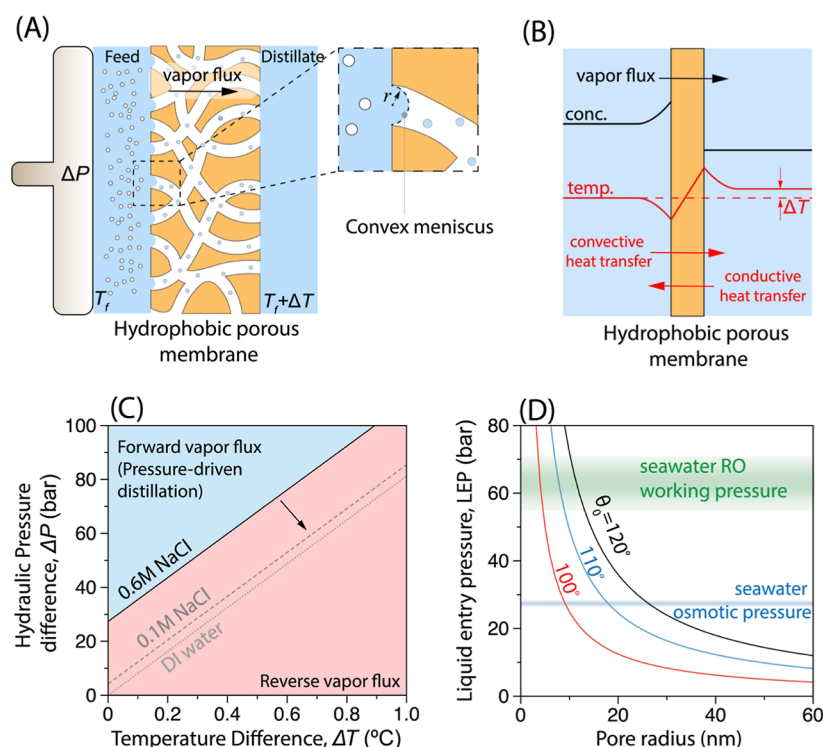 (A)
Feed
Distillate
vapor flux
r
ΔP
Convex meniscus
T_f
T_f+ΔT
Hydrophobic porous
membrane
(B)
vapor flux
conc.
temp.
ΔT
convective
heat transfer
conductive
heat transfer
Hydrophobic porous
membrane
(C)
Hydraulic Pressure
difference, ΔP (bar)
100
80
60
40
20
0
Forward vapor flux
(Pressure-driven
distillation)
0.6M NaCl
0.1M NaCl
DI water
Reverse vapor flux
0.0
0.2
0.4
0.6
0.8
1.0
Temperature Difference, ΔT (ºC)
(D)
Liquid entry pressure, LEP (bar)
80
60
40
20
0
seawater RO
working pressure
θ₀=120°
110°
100°
seawater
osmotic pressure
0
20
40
60
Pore radius (nm)